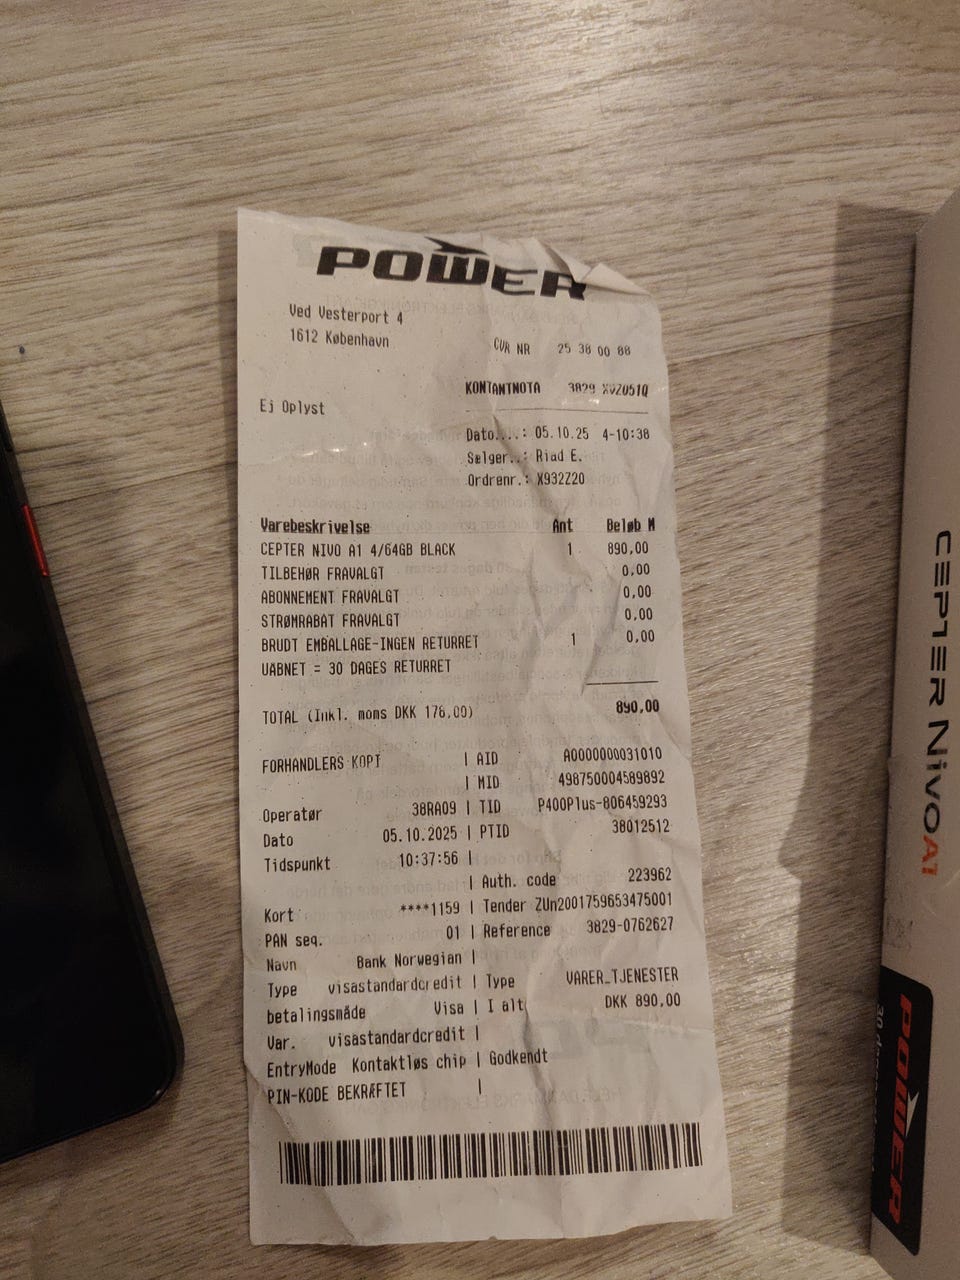 POWER
Ved Vesterport 4
1612 København
CVR NR 25 38 00 88
KONTANTNOTA 3829 XVZ051Q
Ej Oplyst
Dato...: 05.10.25 4-10:38
Sælger..: Riad E.
Ordrenr.: X932Z20
Varebeskrivelse Ant Beløb M
CEPTER NIVO A1 4/64GB BLACK 1 890,00
TILBEHØR FRAVALGT 0,00
ABONNEMENT FRAVALGT 0,00
STRØMRABAT FRAVALGT 0,00
BRUDT EMBALLAGE-INGEN RETURRET 1 0,00
UÅBNET = 30 DAGES RETURRET
TOTAL (Inkl. moms DKK 178,00) 890,00
FORHANDLERS KOPI | AID A0000000031010
| MID 498750004589892
Operatør 38RA09 | TID P400Plus-806459293
Dato 05.10.2025 | PTID 38012512
Tidspunkt 10:37:56 |
| Auth. code 223962
Kort ****1159 | Tender ZUn2001759653475001
PAN seq. 01 | Reference 3829-0762627
Navn Bank Norwegian |
Type visastandardcredit | Type VARER_TJENESTER
betalingsmåde Visa | I alt DKK 890,00
Var. visastandardcredit |
EntryMode Kontaktløs chip | Godkendt
PIN-KODE BEKRÆFTET |
CEPTER NIVOA1
POWER